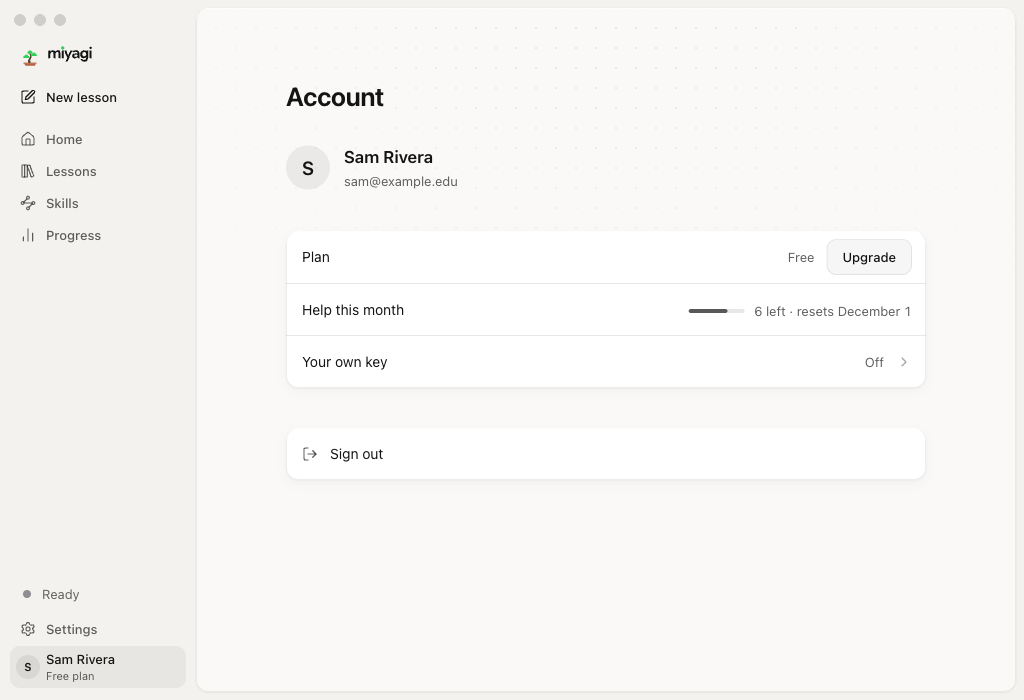 miyagi
New lesson
Home
Lessons
Skills
Progress
Ready
Settings
S
Sam Rivera
Free plan
Account
S
Sam Rivera
sam@example.edu
Plan
Free
Upgrade
Help this month
6 left · resets December 1
Your own key
Off
Sign out